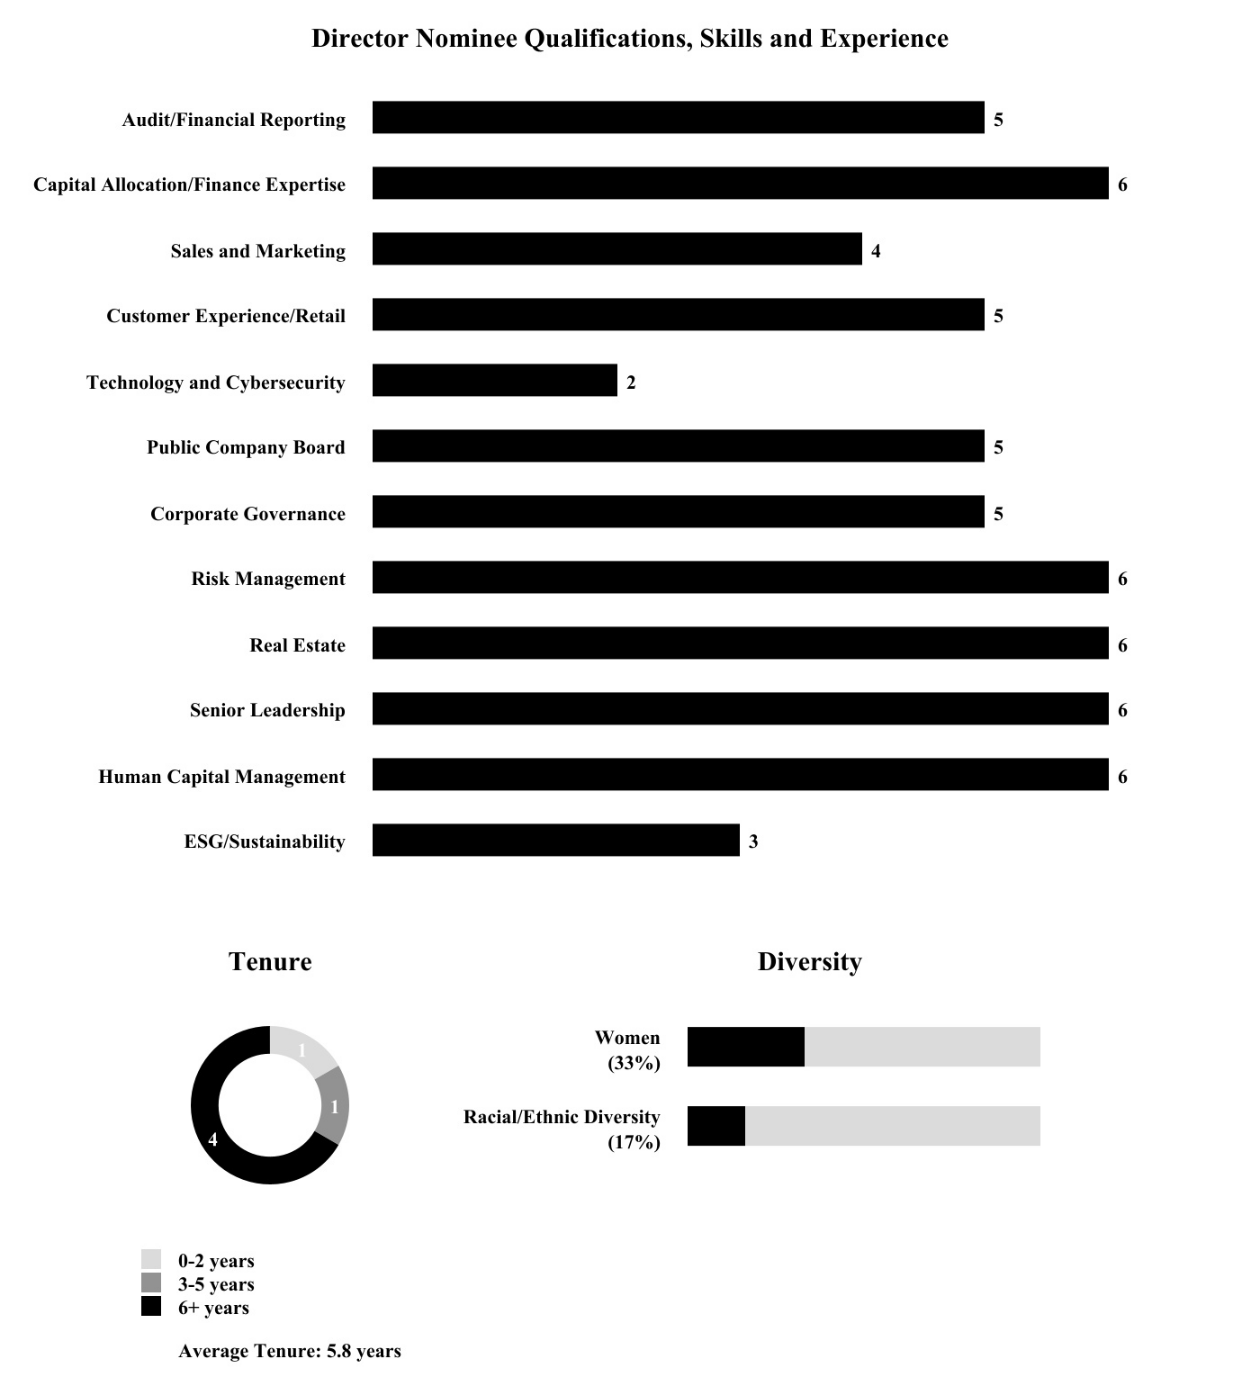 Director Nominee Qualifications, Skills and Experience
Audit/Financial Reporting 5
Capital Allocation/Finance Expertise 6
Sales and Marketing 4
Customer Experience/Retail 5
Technology and Cybersecurity 2
Public Company Board 5
Corporate Governance 5
Risk Management 6
Real Estate 6
Senior Leadership 6
Human Capital Management 6
ESG/Sustainability 3
Tenure
1
1
4
0-2 years
3-5 years
6+ years
Average Tenure: 5.8 years
Diversity
Women
(33%)
Racial/Ethnic Diversity
(17%)